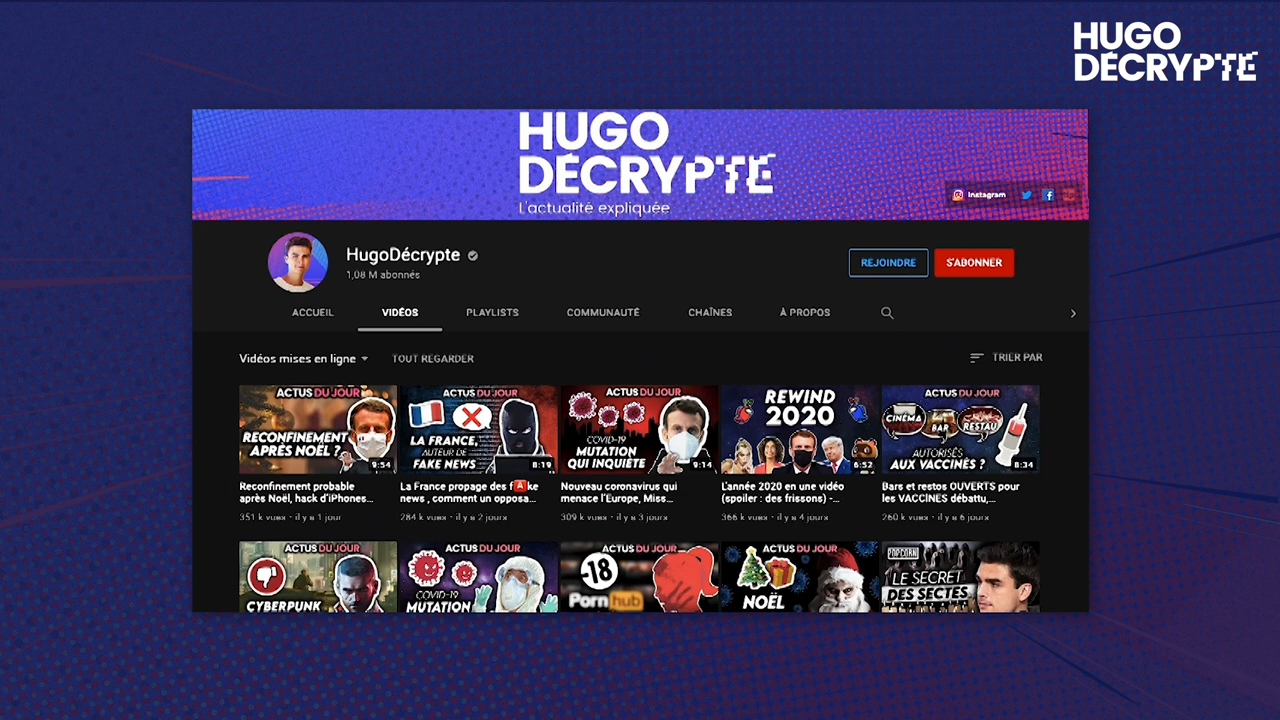 HUGO
DÉCRYPTE
HUGO
DÉCRYPTE
L'actualité expliquée
Instagram
HugoDécrypte
1,08 M abonnés
REJOINDRE
S'ABONNER
ACCUEIL
VIDÉOS
PLAYLISTS
COMMUNAUTÉ
CHAÎNES
À PROPOS
Vidéos mises en ligne
TOUT REGARDER
TRIER PAR
ACTUS DU JOUR
RECONFINEMENT
APRÈS NOËL ?
9:54
Reconfinement probable
après Noël, hack d'iPhones...
351 k vues • il y a 1 jour
ACTUS DU JOUR
LA FRANCE,
AUTEUR DE
FAKE NEWS
8:19
La France propage des f🅰ke
news , comment un opposa...
284 k vues • il y a 2 jours
ACTUS DU JOUR
COVID-19
MUTATION
QUI INQUIÈTE
9:14
Nouveau coronavirus qui
menace l'Europe, Miss...
309 k vues • il y a 3 jours
REWIND
2020
6:52
L'année 2020 en une vidéo
(spoiler : des frissons) -...
366 k vues • il y a 4 jours
ACTUS DU JOUR
CINÉMA
BAR
RESTAU
AUTORISÉS
AUX VACCINÉS ?
8:34
Bars et restos OUVERTS pour
les VACCINÉS débattu,...
260 k vues • il y a 6 jours
ACTUS DU JOUR
CYBERPUNK
ACTUS DU JOUR
COVID-19
MUTATION
ACTUS DU JOUR
-18
Porn hub
ACTUS DU JOUR
NOËL
POPCORN
LE SECRET
DES SECTES